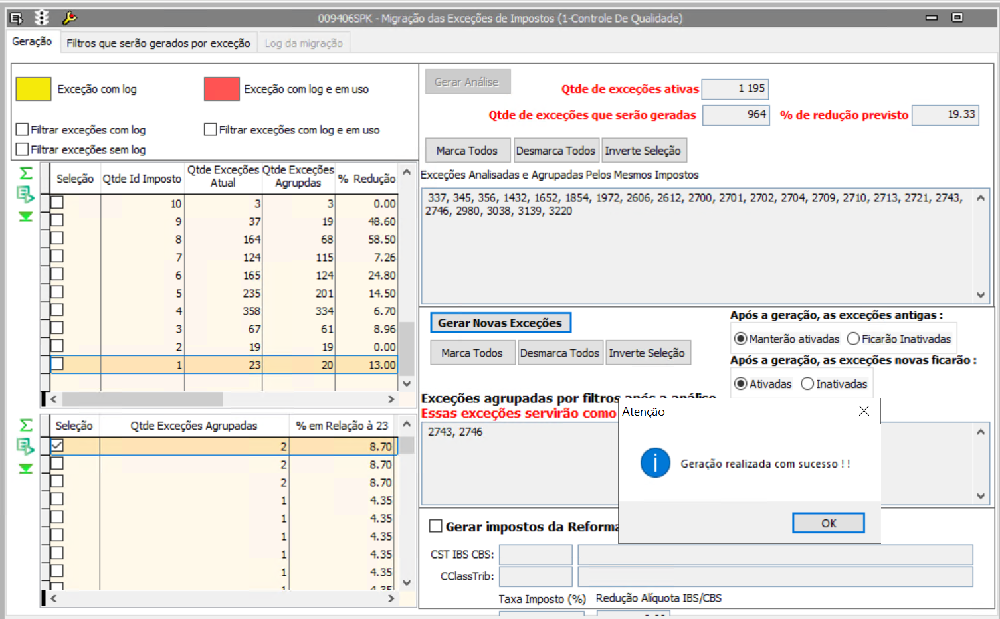 009406SPK - Migração das Exceções de Impostos (1-Controle De Qualidade)
Geração
Filtros que serão gerados por exceção
Log da migração
Exceção com log
Exceção com log e em uso
Filtrar exceções com log
Filtrar exceções com log e em uso
Filtrar exceções sem log
Seleção Qtde Id Imposto Qtde Exceções Atual Qtde Exceções Agrupdas % Redução
10 3 3 0.00
9 37 19 48.60
8 164 68 58.50
7 124 115 7.26
6 165 124 24.80
5 235 201 14.50
4 358 334 6.70
3 67 61 8.96
2 19 19 0.00
1 23 20 13.00
Seleção Qtde Exceções Agrupadas % em Relação à 23
2 8.70
2 8.70
2 8.70
1 4.35
1 4.35
1 4.35
1 4.35
1 4.35
1 4.35
Gerar Análise
Qtde de exceções ativas 1 195
Qtde de exceções que serão geradas 964 % de redução previsto 19.33
Marca Todos Desmarca Todos Inverte Seleção
Exceções Analisadas e Agrupadas Pelos Mesmos Impostos
337, 345, 356, 1432, 1652, 1854, 1972, 2606, 2612, 2700, 2701, 2702, 2704, 2709, 2710, 2713, 2721, 2743,
2746, 2980, 3038, 3139, 3220
Gerar Novas Exceções
Marca Todos Desmarca Todos Inverte Seleção
Após a geração, as exceções antigas :
Manterão ativadas Ficarão Inativadas
Após a geração, as exceções novas ficarão :
Ativadas Inativadas
Exceções agrupadas por filtros após a análise
Essas exceções servirão como
2743, 2746
Atenção
Geração realizada com sucesso ! !
OK
Gerar impostos da Reforma
CST IBS CBS:
CClassTrib:
Taxa Imposto (%) Redução Alíquota IBS/CBS